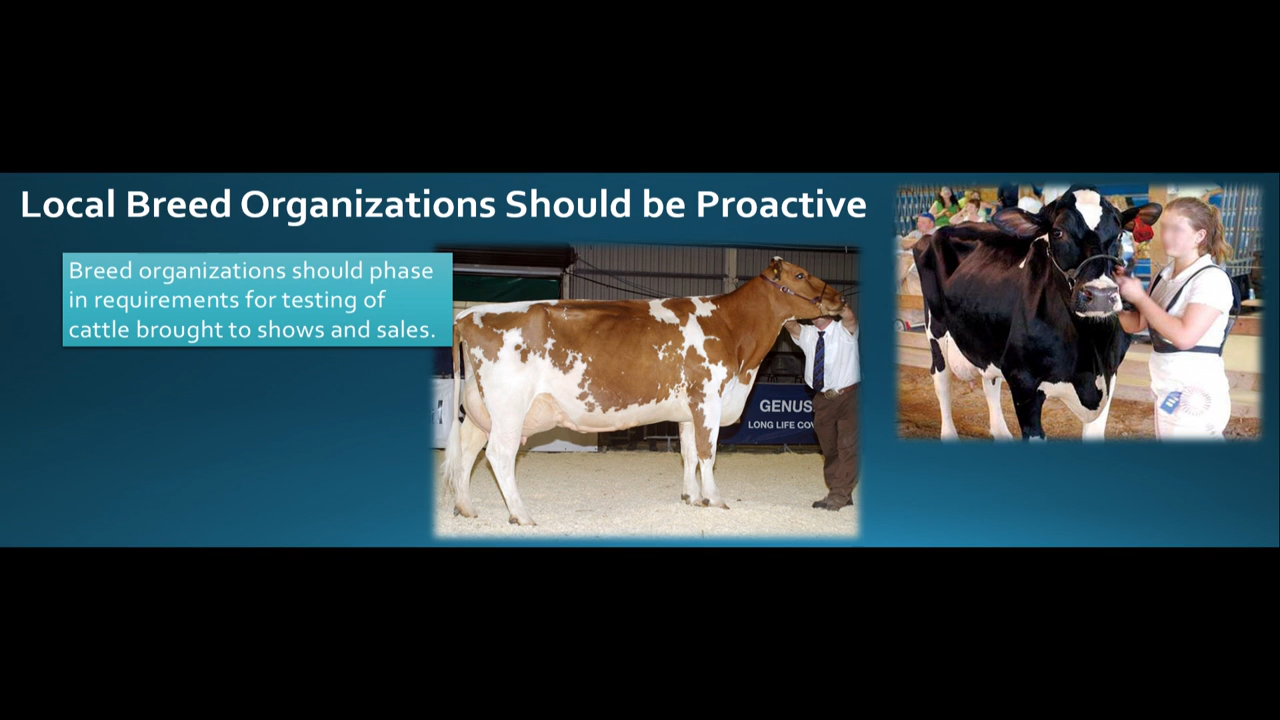 Local Breed Organizations Should be Proactive
Breed organizations should phase
in requirements for testing of
cattle brought to shows and sales.
GENUS
LONG LIFE